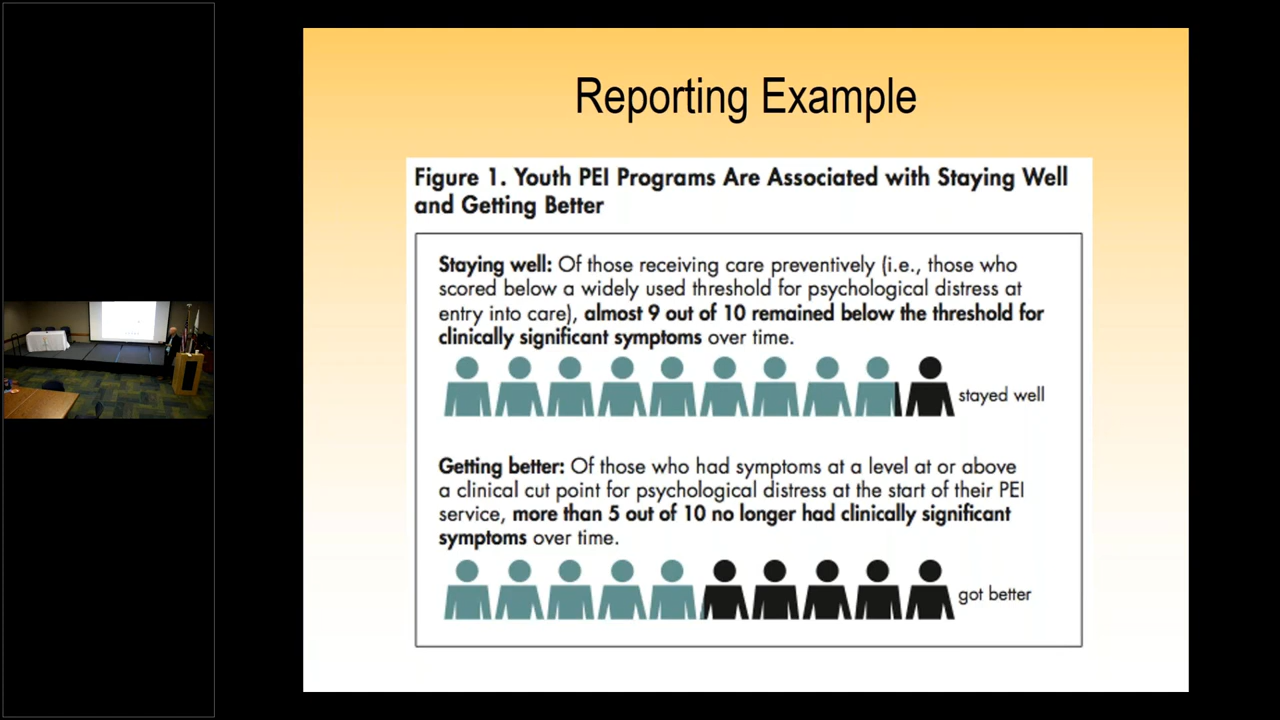 Reporting Example
Figure 1. Youth PEI Programs Are Associated with Staying Well
and Getting Better
Staying well: Of those receiving care preventively (i.e., those who
scored below a widely used threshold for psychological distress at
entry into care), almost 9 out of 10 remained below the threshold for
clinically significant symptoms over time.
stayed well
Getting better: Of those who had symptoms at a level at or above
a clinical cut point for psychological distress at the start of their PEI
service, more than 5 out of 10 no longer had clinically significant
symptoms over time.
got better